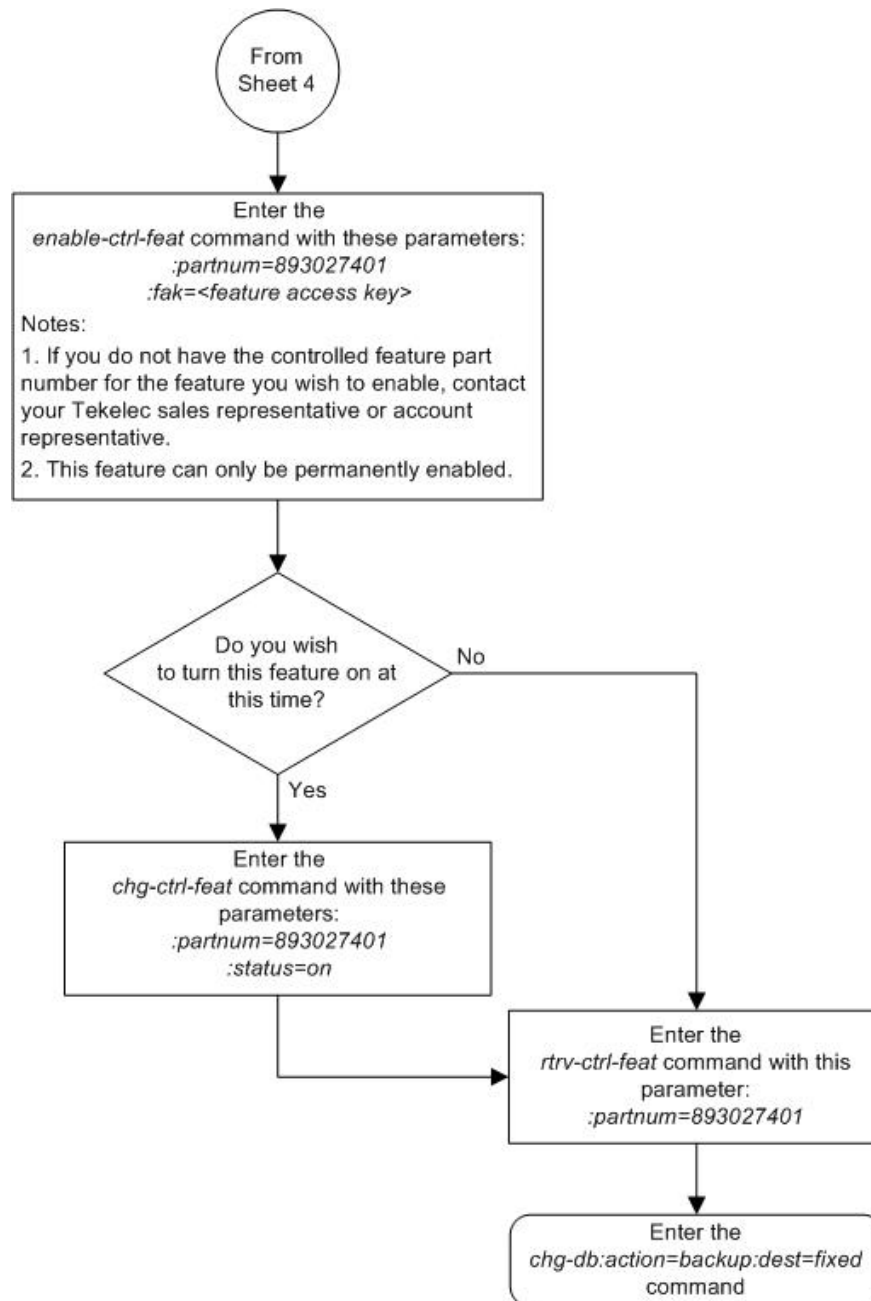 From
Sheet 4
Enter the
enable-ctrl-feat command with these parameters:
:partnum=893027401
:fak=<feature access key>
Notes:
1. If you do not have the controlled feature part
number for the feature you wish to enable, contact
your Tekelec sales representative or account
representative.
2. This feature can only be permanently enabled.
Do you wish
to turn this feature on at
this time?
No
Yes
Enter the
chg-ctrl-feat command with these
parameters:
:partnum=893027401
:status=on
Enter the
rtrv-ctrl-feat command with this
parameter:
:partnum=893027401
Enter the
chg-db:action=backup:dest=fixed
command